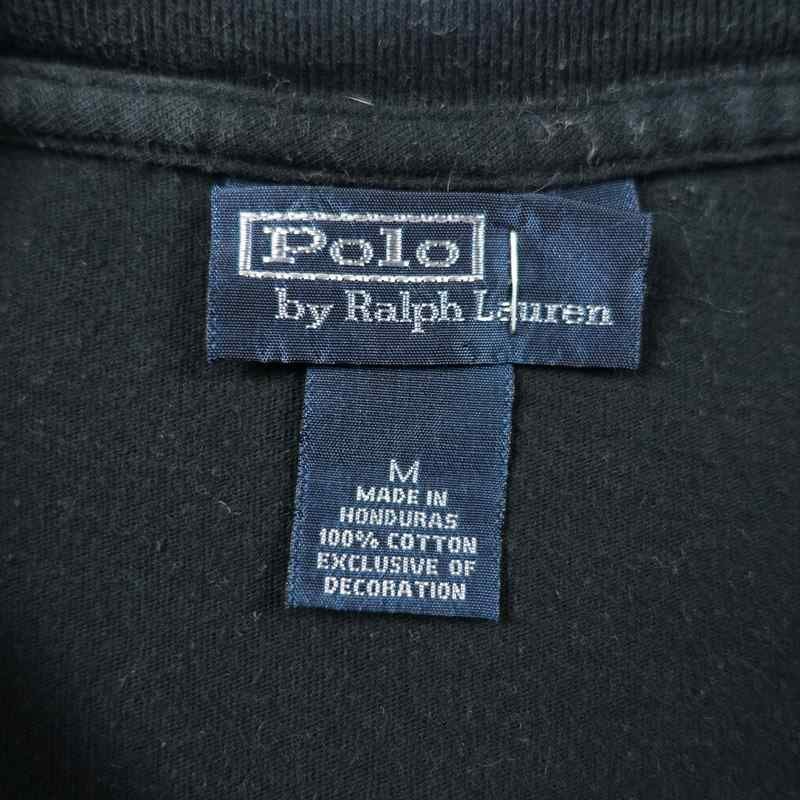 Polo
by Ralph Lauren
M
MADE IN
HONDURAS
100% COTTON
EXCLUSIVE OF
DECORATION